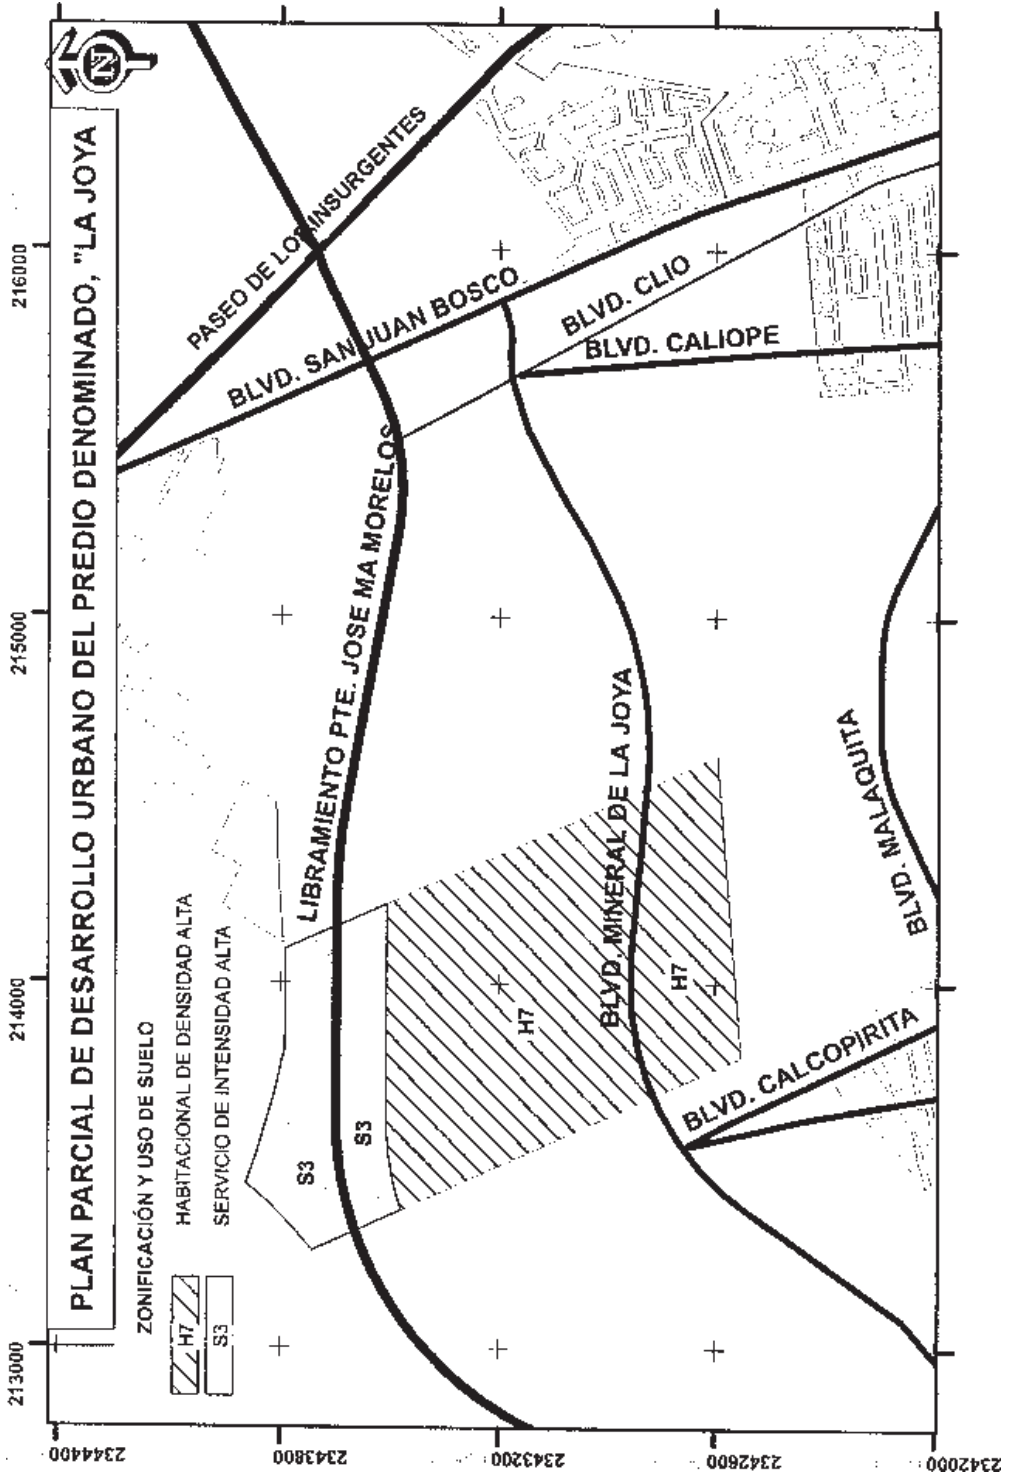 PLAN PARCIAL DE DESARROLLO URBANO DEL PREDIO DENOMINADO, "LA JOYA
N
ZONIFICACIÓN Y USO DE SUELO
H7 HABITACIONAL DE DENSIDAD ALTA
S3 SERVICIO DE INTENSIDAD ALTA
213000
214000
215000
216000
2344400
2343800
2343200
2342600
2342000
PASEO DE LOS INSURGENTES
BLVD. SAN JUAN BOSCO
BLVD. CLIO
BLVD. CALIOPE
LIBRAMIENTO PTE. JOSE MA MORELOS
BLVD. MINERAL DE LA JOYA
BLVD. MALAQUITA
BLVD. CALCOPIRITA
S3
S3
H7
H7